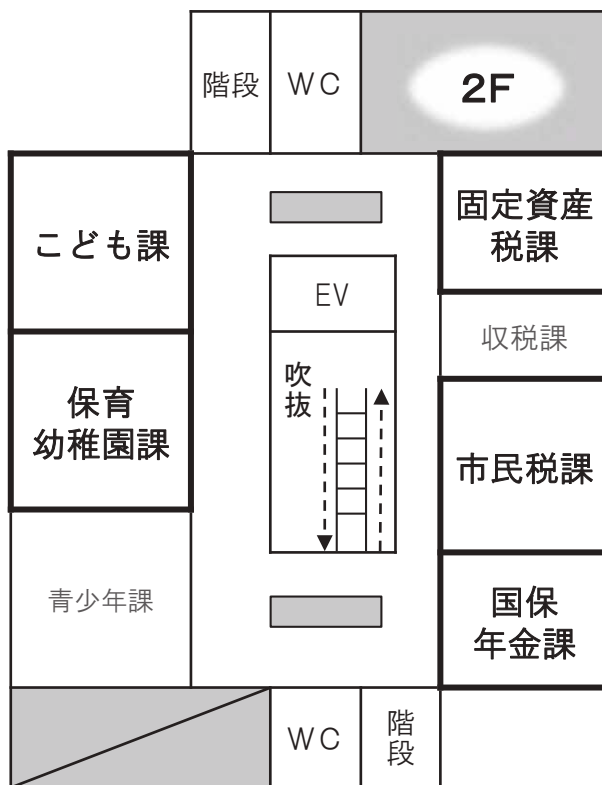 階段
WC
2F
こども課
固定資産
税課
EV
収税課
吹
抜
保育
幼稚園課
市民税課
青少年課
国保
年金課
WC
階
段